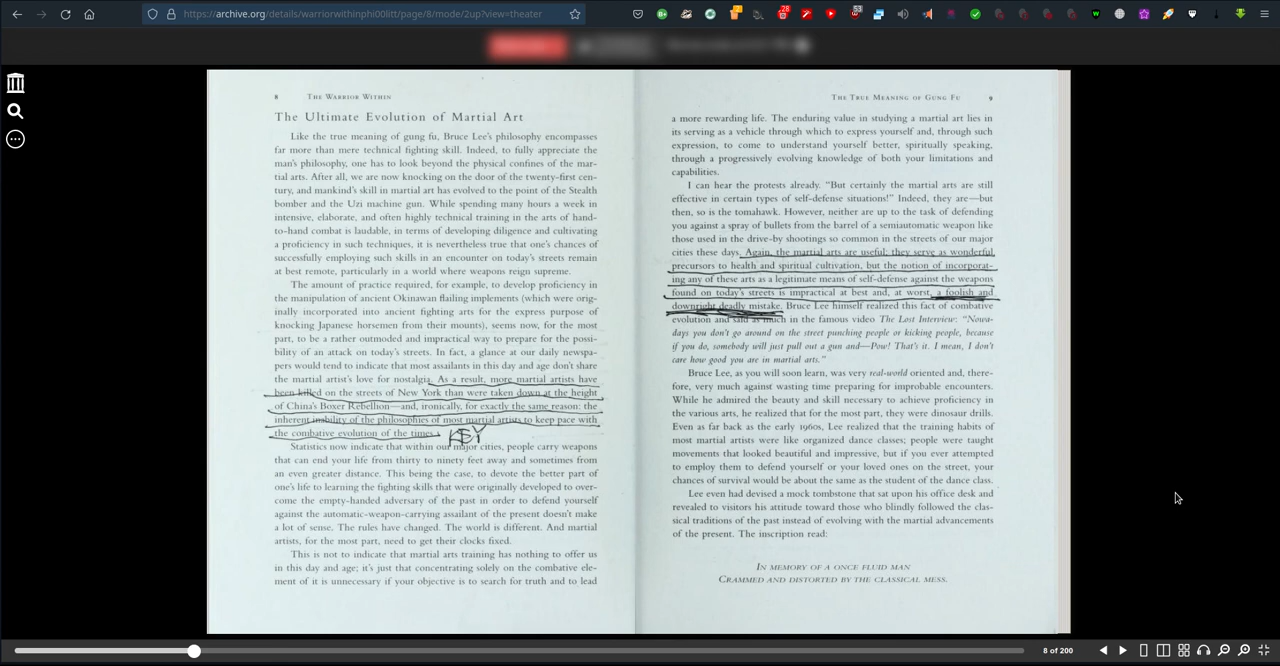 https://archive.org/details/warriorwithinphi00litt/page/8/mode/2up?view=theater
28
53
8 The Warrior Within
The Ultimate Evolution of Martial Art
Like the true meaning of gung fu, Bruce Lee's philosophy encompasses
far more than mere technical fighting skill. Indeed, to fully appreciate the
man's philosophy, one has to look beyond the physical confines of the mar-
tial arts. After all, we are now knocking on the door of the twenty-first cen-
tury, and mankind's skill in martial art has evolved to the point of the Stealth
bomber and the Uzi machine gun. While spending many hours a week in
intensive, elaborate, and often highly technical training in the arts of hand-
to-hand combat is laudable, in terms of developing diligence and cultivating
a proficiency in such techniques, it is nevertheless true that one's chances of
successfully employing such skills in an encounter on today's streets remain
at best remote, particularly in a world where weapons reign supreme.
The amount of practice required, for example, to develop proficiency in
the manipulation of ancient Okinawan flailing implements (which were orig-
inally incorporated into ancient fighting arts for the express purpose of
knocking Japanese horsemen from their mounts), seems now, for the most
part, to be a rather outmoded and impractical way to prepare for the possi-
bility of an attack on today's streets. In fact, a glance at our daily newspa-
pers would tend to indicate that most assailants in this day and age don't share
the martial artist's love for nostalgia. As a result, more martial artists have
been killed on the streets of New York than were taken down at the height
of China's Boxer Rebellion—and, ironically, for exactly the same reason: the
inherent inability of the philosophies of most martial artists to keep pace with
the combative evolution of the times. KEY
Statistics now indicate that within our major cities, people carry weapons
that can end your life from thirty to ninety feet away and sometimes from
an even greater distance. This being the case, to devote the better part of
one's life to learning the fighting skills that were originally developed to over-
come the empty-handed adversary of the past in order to defend yourself
against the automatic-weapon-carrying assailant of the present doesn't make
a lot of sense. The rules have changed. The world is different. And martial
artists, for the most part, need to get their clocks fixed.
This is not to indicate that martial arts training has nothing to offer us
in this day and age; it's just that concentrating solely on the combative ele-
ment of it is unnecessary if your objective is to search for truth and to lead
The True Meaning of Gung Fu 9
a more rewarding life. The enduring value in studying a martial art lies in
its serving as a vehicle through which to express yourself and, through such
expression, to come to understand yourself better, spiritually speaking,
through a progressively evolving knowledge of both your limitations and
capabilities.
I can hear the protests already. "But certainly the martial arts are still
effective in certain types of self-defense situations!" Indeed, they are—but
then, so is the tomahawk. However, neither are up to the task of defending
you against a spray of bullets from the barrel of a semiautomatic weapon like
those used in the drive-by shootings so common in the streets of our major
cities these days. Again, the martial arts are useful; they serve as wonderful
precursors to health and spiritual cultivation, but the notion of incorporat-
ing any of these arts as a legitimate means of self-defense against the weapons
found on today's streets is impractical at best and, at worst, a foolish and
downright deadly mistake. Bruce Lee himself realized this fact of combative
evolution and said as much in the famous video The Lost Interview: "Nowa-
days you don't go around on the street punching people or kicking people, because
if you do, somebody will just pull out a gun and—Pow! That's it. I mean, I don't
care how good you are in martial arts."
Bruce Lee, as you will soon learn, was very real-world oriented and, there-
fore, very much against wasting time preparing for improbable encounters.
While he admired the beauty and skill necessary to achieve proficiency in
the various arts, he realized that for the most part, they were dinosaur drills.
Even as far back as the early 1960s, Lee realized that the training habits of
most martial artists were like organized dance classes; people were taught
movements that looked beautiful and impressive, but if you ever attempted
to employ them to defend yourself or your loved ones on the street, your
chances of survival would be about the same as the student of the dance class.
Lee even had devised a mock tombstone that sat upon his office desk and
revealed to visitors his attitude toward those who blindly followed the clas-
sical traditions of the past instead of evolving with the martial advancements
of the present. The inscription read:
In memory of a once fluid man
Crammed and distorted by the classical mess.
8 of 200